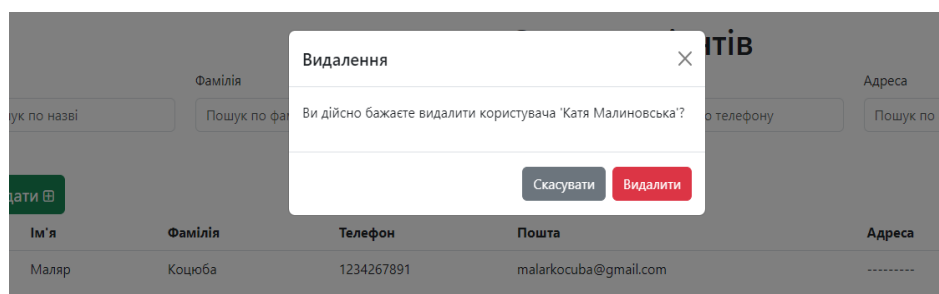 нтів
Видалення
Фамілія
Адреса
ук по назві
Пошук по фа
Ви дійсно бажаєте видалити користувача 'Катя Малиновська'?
о телефону
Пошук по
Скасувати
Видалити
дати
Ім'я Фамілія Телефон Пошта Адреса
Маляр Коцюба 1234267891 malarkocuba@gmail.com ---------